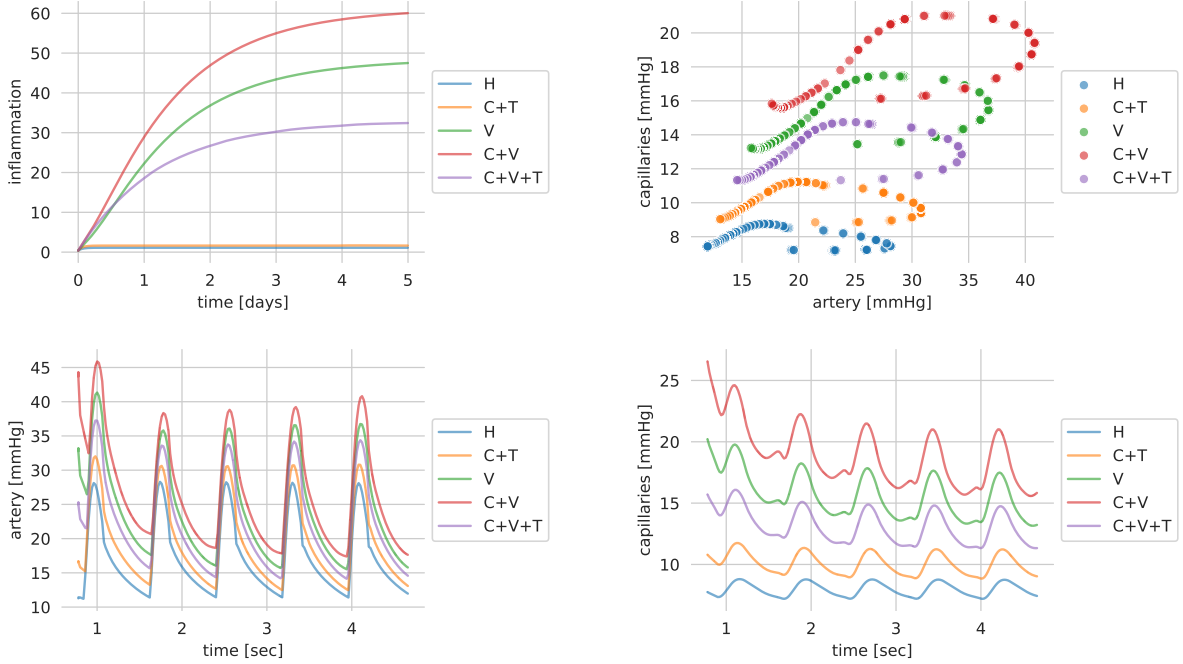 60
50
40
30
20
10
0
inflammation
0 1 2 3 4 5
time [days]
H
C+T
V
C+V
C+V+T
20
18
16
14
12
10
8
capillaries [mmHg]
15 20 25 30 35 40
artery [mmHg]
H
C+T
V
C+V
C+V+T
45
40
35
30
25
20
15
10
artery [mmHg]
1 2 3 4
time [sec]
H
C+T
V
C+V
C+V+T
25
20
15
10
capillaries [mmHg]
1 2 3 4
time [sec]
H
C+T
V
C+V
C+V+T